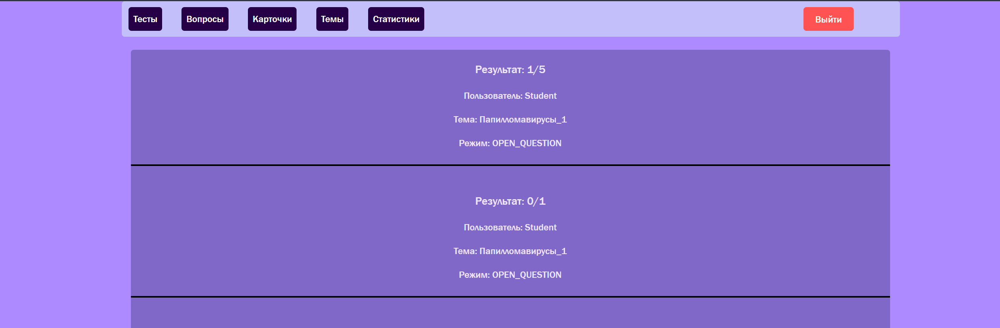 Тесты Вопросы Карточки Темы Статистики Выйти
Результат: 1/5
Пользователь: Student
Тема: Папилломавирусы_1
Режим: OPEN_QUESTION
Результат: 0/1
Пользователь: Student
Тема: Папилломавирусы_1
Режим: OPEN_QUESTION